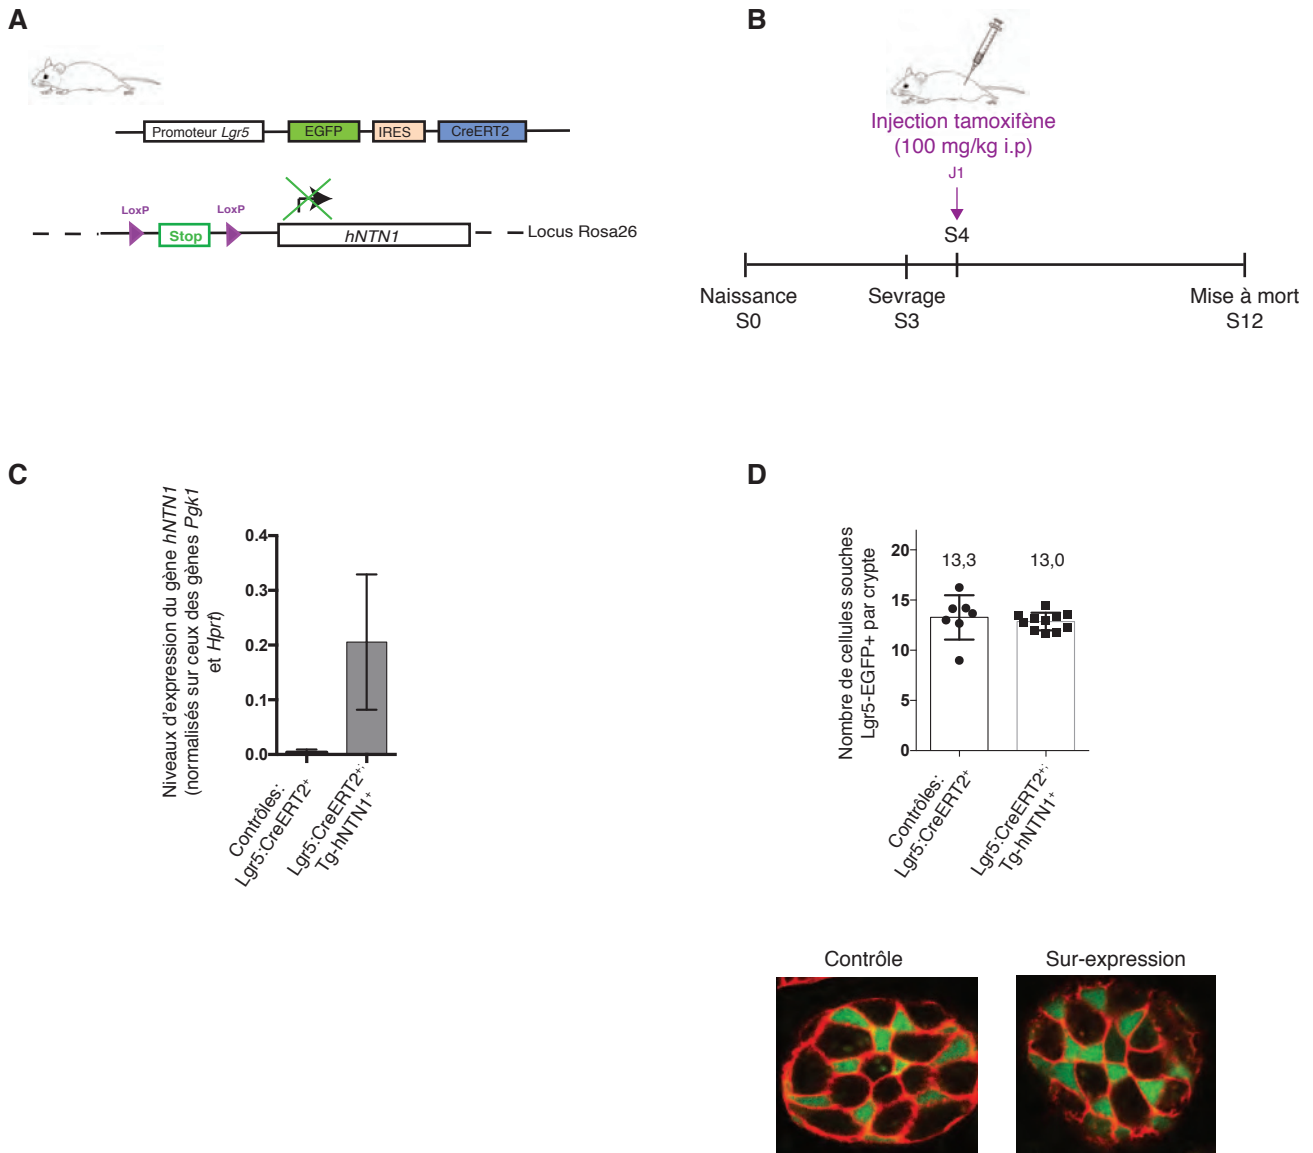 A
Promoteur Lgr5
EGFP
IRES
CreERT2
LoxP
LoxP
Stop
hNTN1
Locus Rosa26
B
Injection tamoxifène
(100 mg/kg i.p)
J1
S4
Naissance
S0
Sevrage
S3
Mise à mort
S12
C
Niveaux d'expression du gène hNTN1
(normalisés sur ceux des gènes Pgk1
et Hprt)
0.4
0.3
0.2
0.1
0.0
Contrôles:
Lgr5:CreERT2+
Lgr5:CreERT2+;
Tg-hNTN1+
D
Nombre de cellules souches
Lgr5-EGFP+ par crypte
20
15
10
5
0
13,3
13,0
Contrôles:
Lgr5:CreERT2+
Lgr5:CreERT2+;
Tg-hNTN1+
Contrôle
Sur-expression